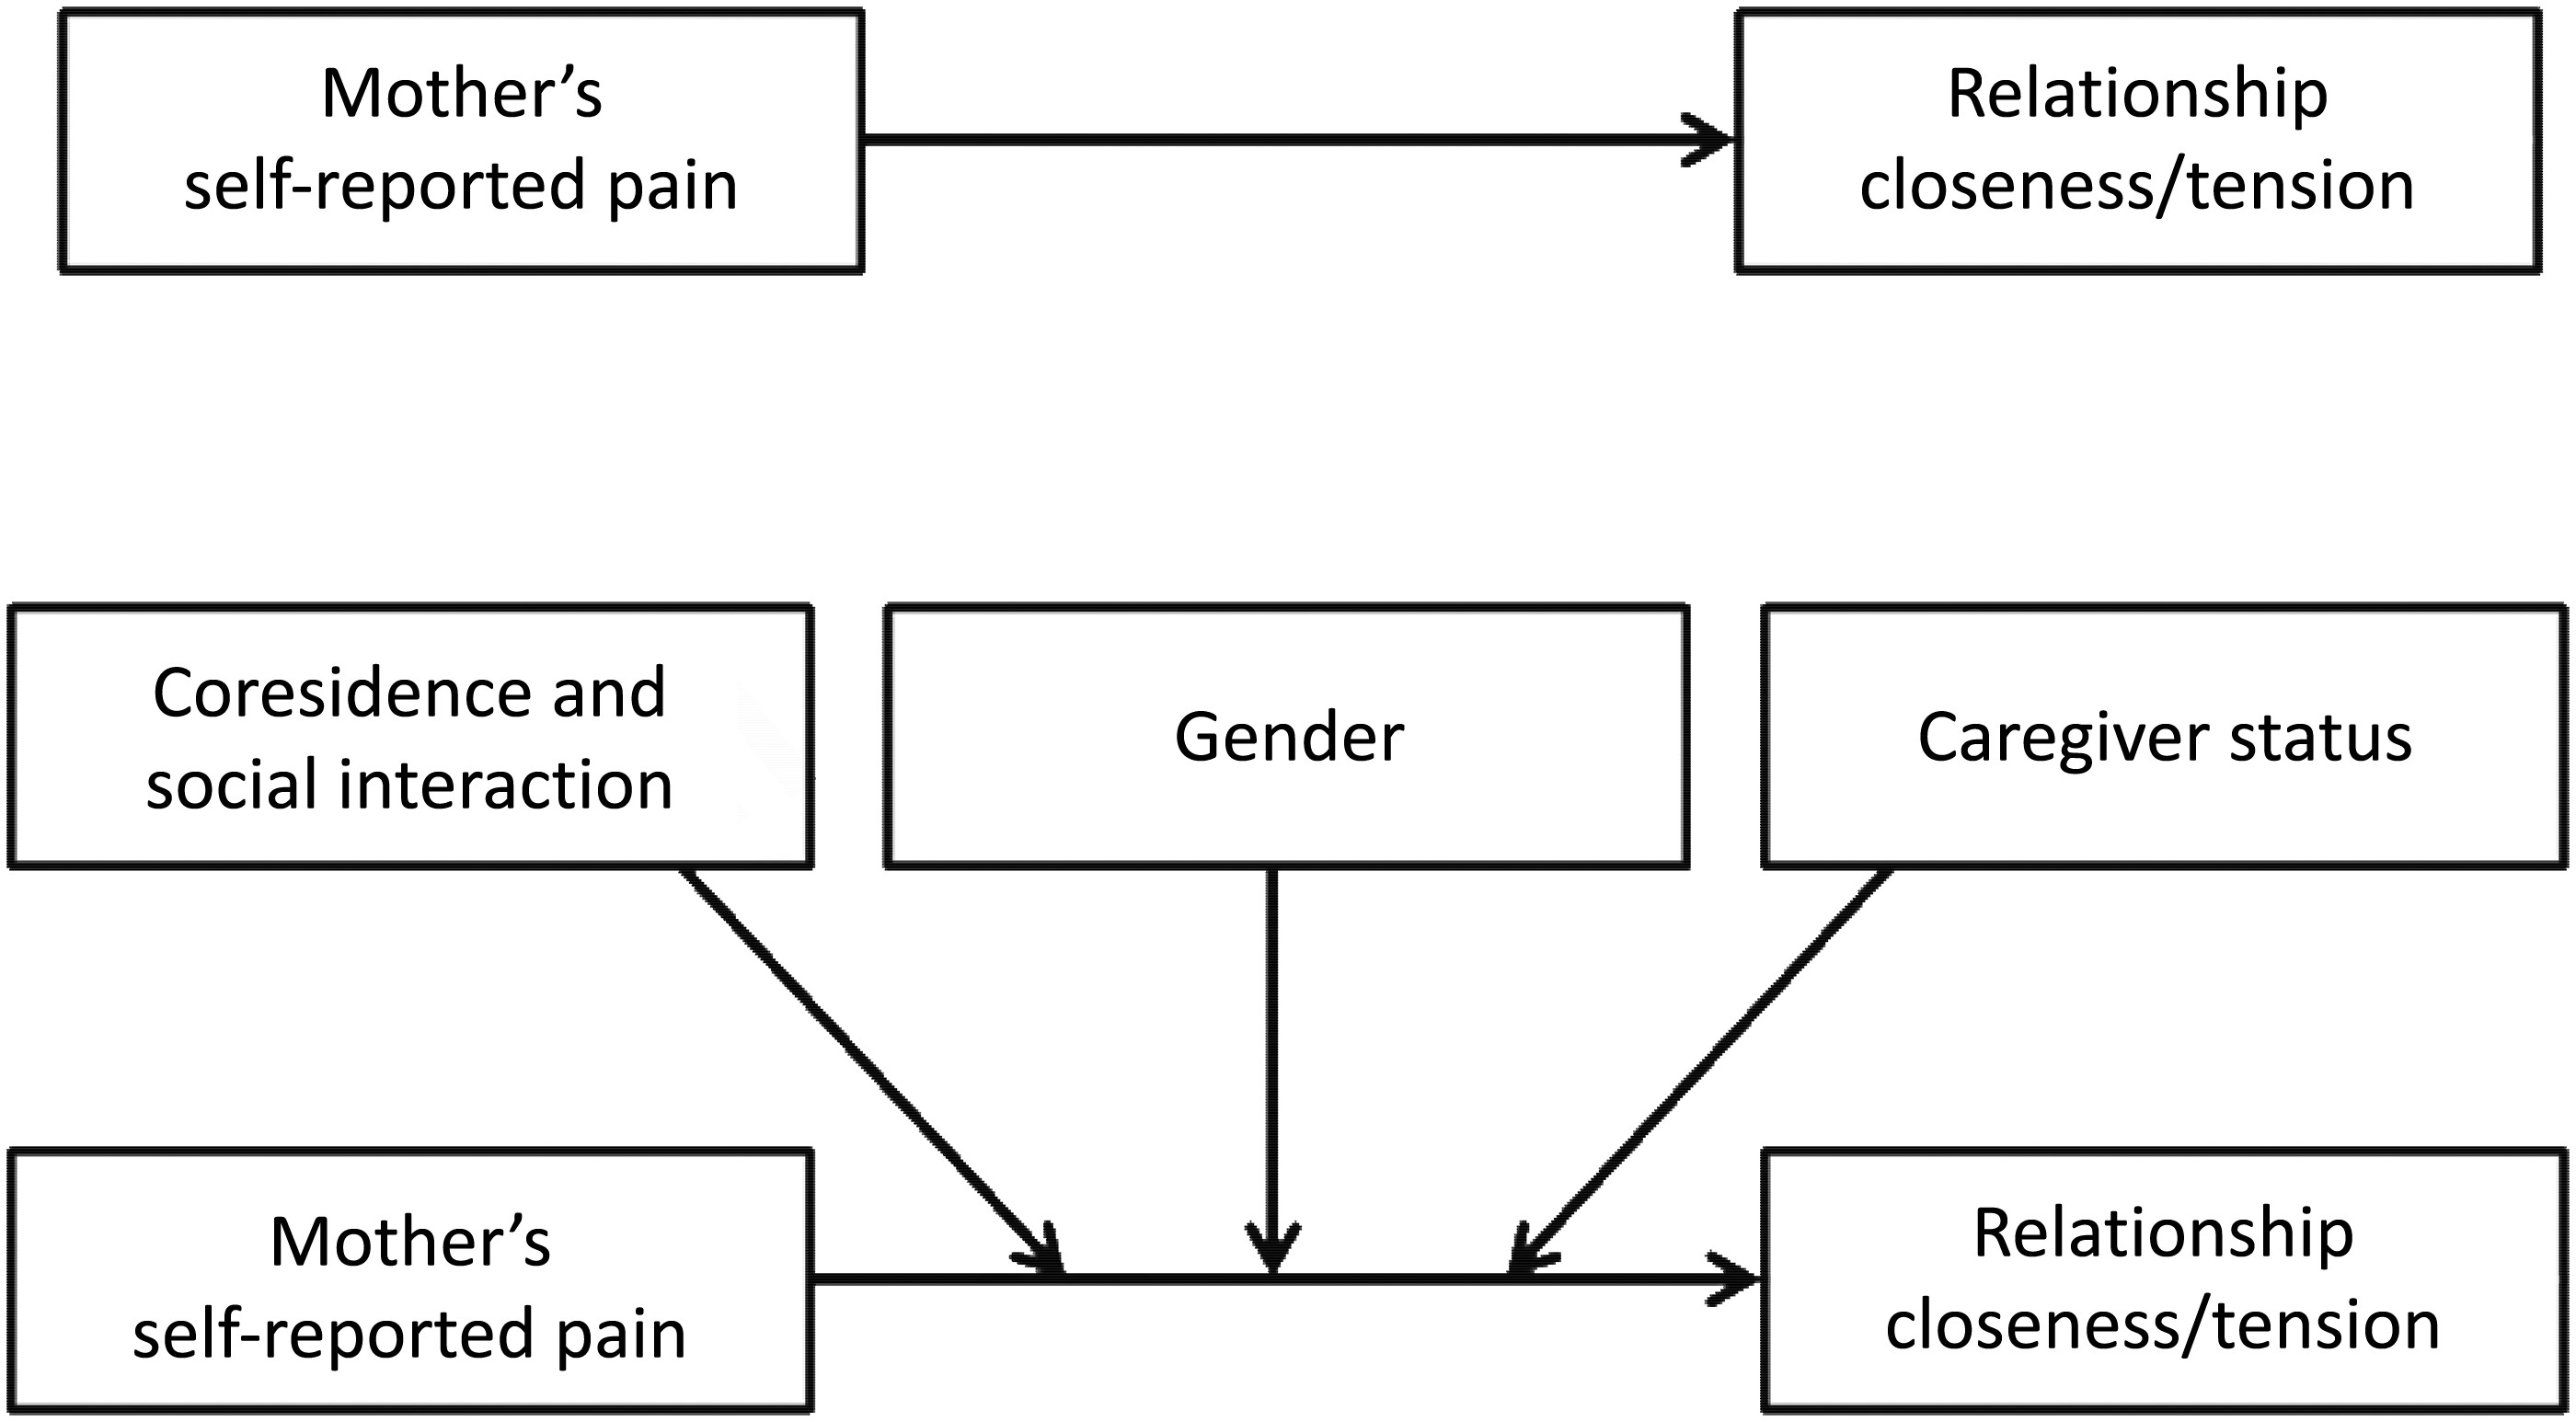 Mother’s
self-reported pain
Relationship
closeness/tension
Coresidence and
social interaction
Gender
Caregiver status
Mother’s
self-reported pain
Relationship
closeness/tension